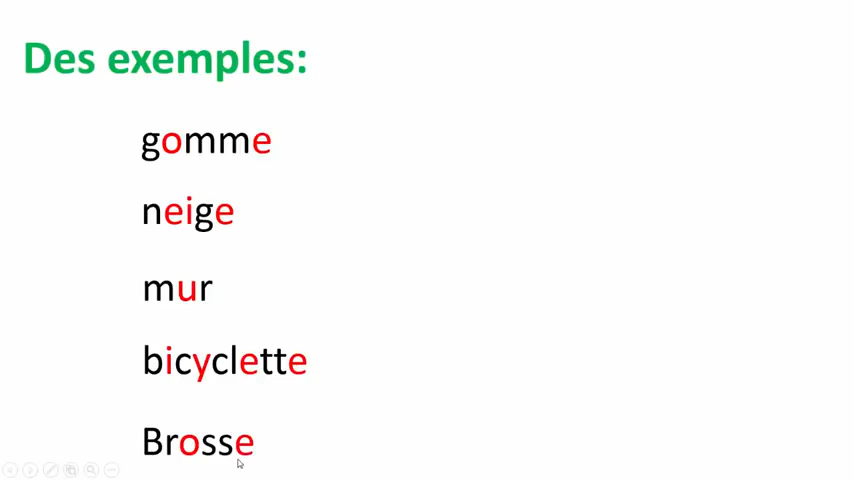 Des exemples:
gomme
neige
mur
bicyclette
Brosse